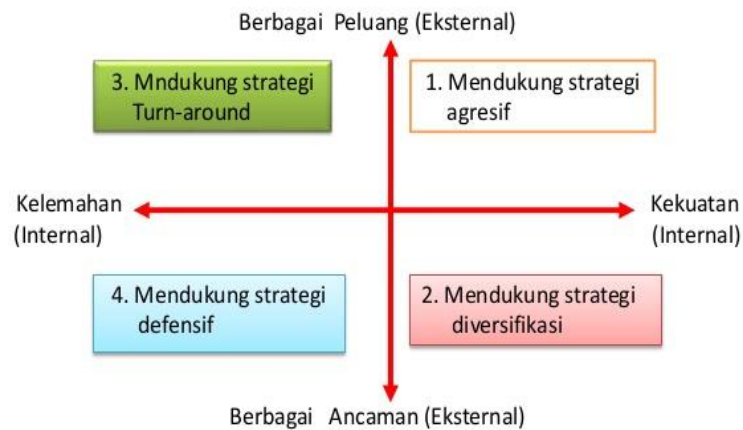 Berbagai Peluang (Eksternal)
3. Mndukung strategi
Turn-around
1. Mendukung strategi
agresif
Kelemahan
(Internal)
Kekuatan
(Internal)
4. Mendukung strategi
defensif
2. Mendukung strategi
diversifikasi
Berbagai Ancaman (Eksternal)